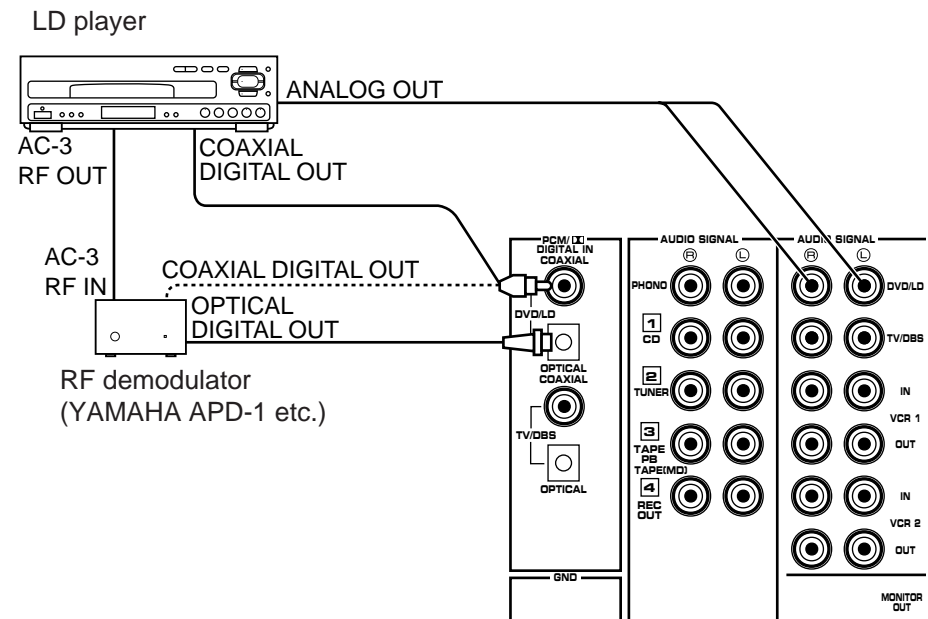 LD player
ANALOG OUT
AC-3
RF OUT
COAXIAL
DIGITAL OUT
AC-3
RF IN
COAXIAL DIGITAL OUT
OPTICAL
DIGITAL OUT
RF demodulator
(YAMAHA APD-1 etc.)
PCM/
DIGITAL IN
COAXIAL
DVD/LD
OPTICAL
COAXIAL
TV/DBS
OPTICAL
GND
AUDIO SIGNAL
R L
PHONO
1
CD
2
TUNER
3
TAPE
PB
TAPE(MD)
4
REC
OUT
AUDIO SIGNAL
R L
DVD/LD
TV/DBS
IN
VCR 1
OUT
IN
VCR 2
OUT
MONITOR
OUT